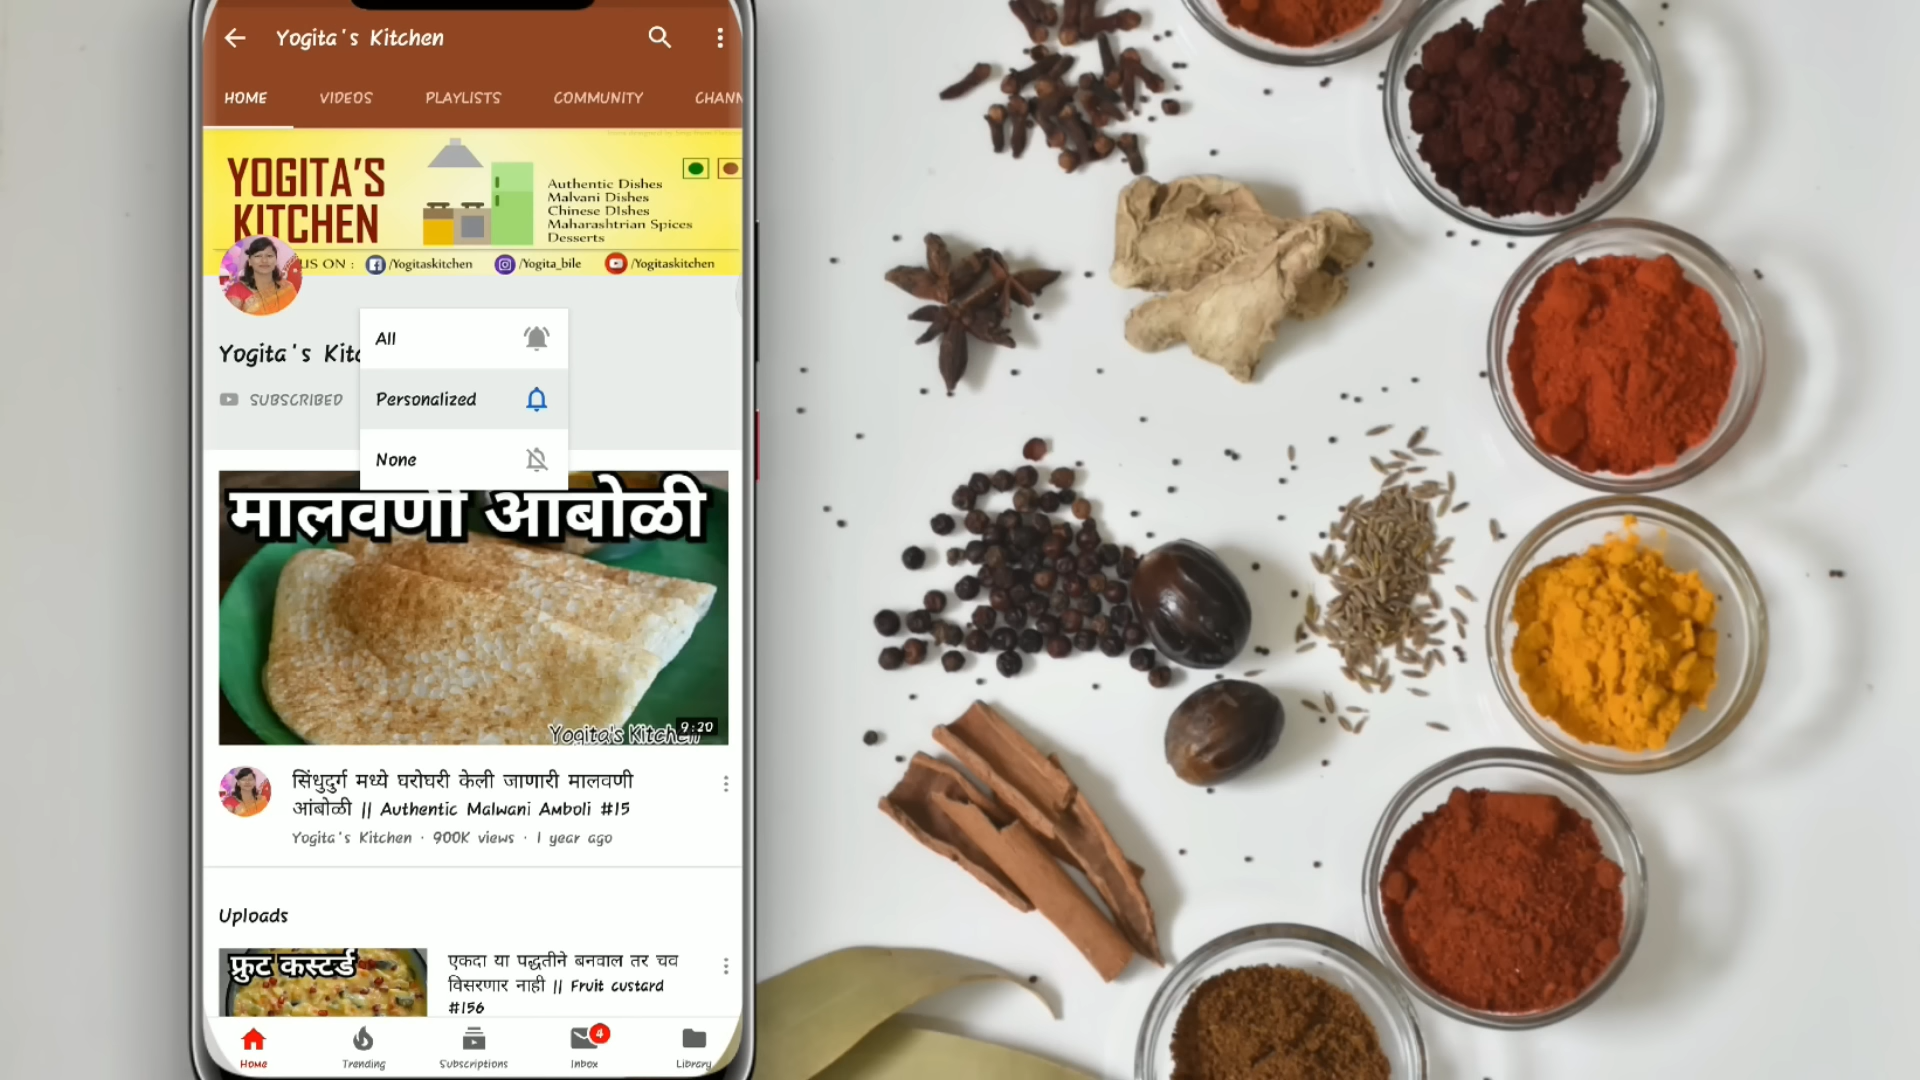 Yogita's Kitchen
HOME VIDEOS PLAYLISTS COMMUNITY CHANN
YOGITA'S
KITCHEN
Authentic Dishes
Malvani Dishes
Chinese DIshes
Maharashtrian Spices
Desserts
US ON : /Yogitaskitchen /Yogita_bile /Yogitaskitchen
All
Yogita's Kitc
SUBSCRIBED
Personalized
None
मालवणी आंबोळी
Yogita's Kitchen
9:20
सिंधुदुर्ग मध्ये घरोघरी केली जाणारी मालवणी
आंबोळी || Authentic Malwani Amboli #15
Yogita's Kitchen · 900K views · 1 year ago
Uploads
फ्रुट कस्टर्ड
एकदा या पद्धतीने बनवाल तर चव
विसरणार नाही || Fruit custard
#156
4
Home Trending Subscriptions Inbox Library